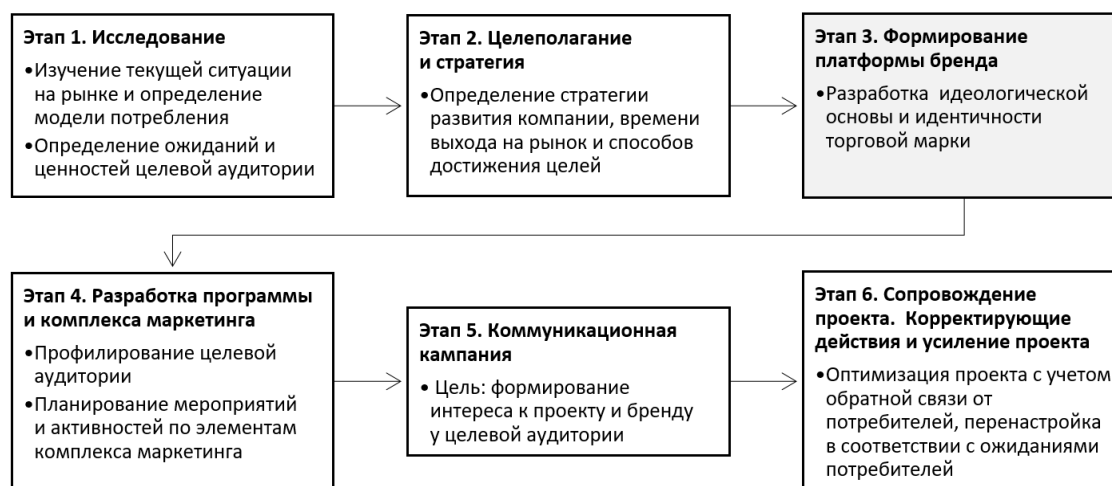 Этап 1. Исследование
•Изучение текущей ситуации
на рынке и определение
модели потребления
•Определение ожиданий и
ценностей целевой аудитории
Этап 2. Целеполагание
и стратегия
•Определение стратегии
развития компании, времени
выхода на рынок и способов
достижения целей
Этап 3. Формирование
платформы бренда
•Разработка идеологической
основы и идентичности
торговой марки
Этап 4. Разработка программы
и комплекса маркетинга
•Профилирование целевой
аудитории
•Планирование мероприятий
и активностей по элементам
комплекса маркетинга
Этап 5. Коммуникационная
кампания
• Цель: формирование
интереса к проекту и бренду
у целевой аудитории
Этап 6. Сопровождение
проекта. Корректирующие
действия и усиление проекта
•Оптимизация проекта с учетом
обратной связи от
потребителей, перенастройка
в соответствии с ожиданиями
потребителей